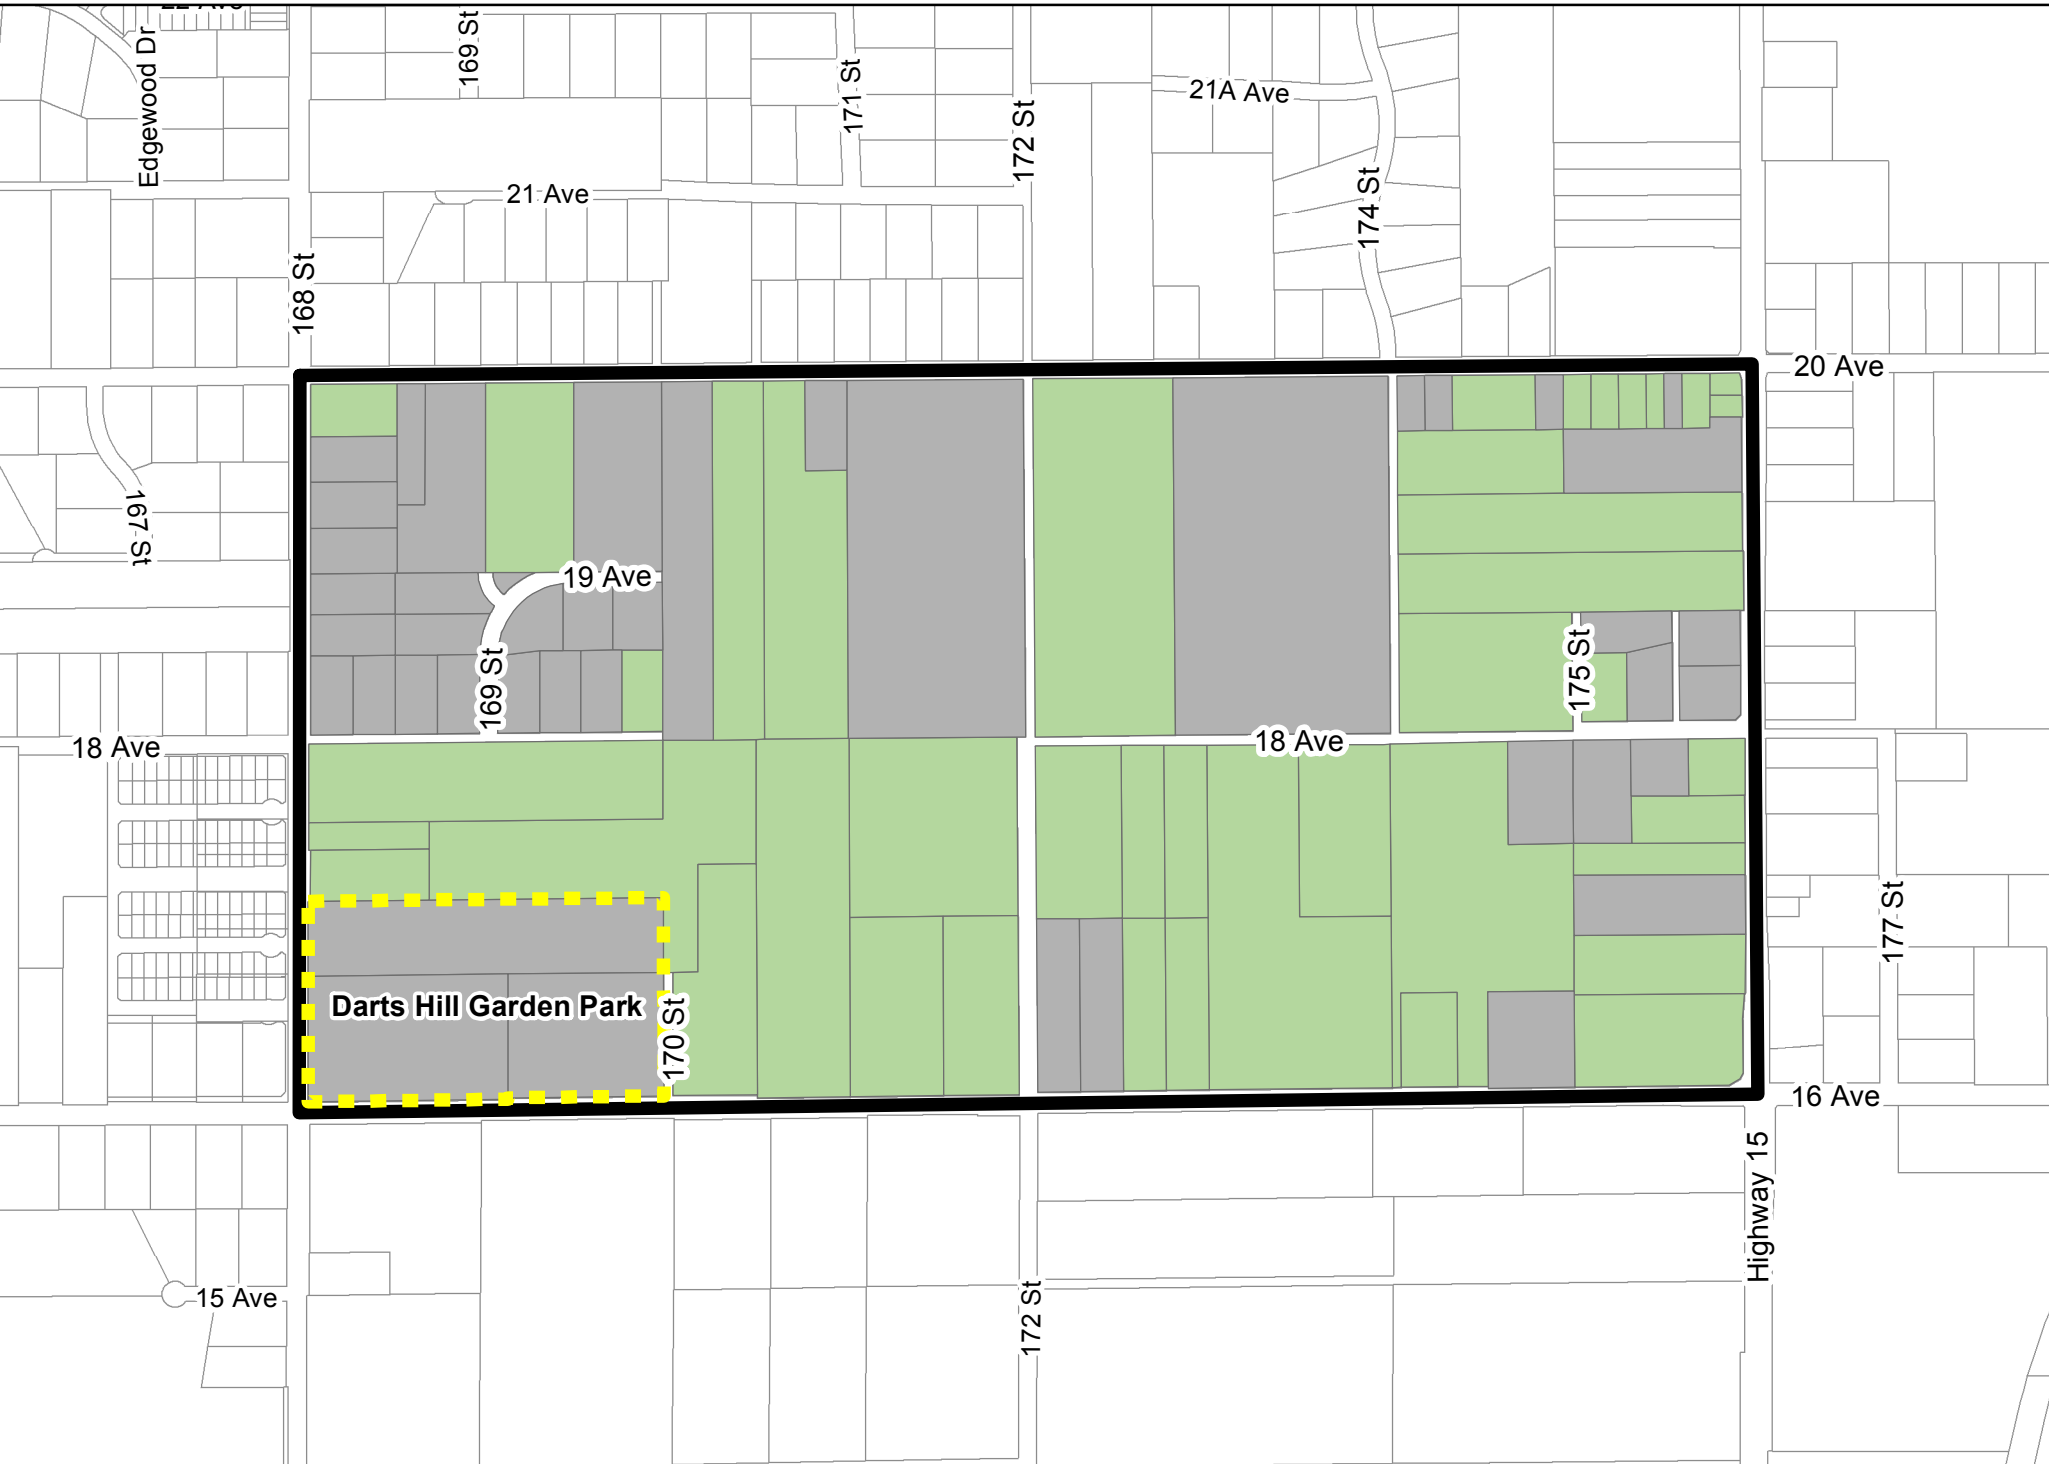 22 Ave
Edgewood Dr
169 St
171 St
172 St
21A Ave
174 St
21 Ave
168 St
20 Ave
167 St
19 Ave
169 St
175 St
18 Ave
18 Ave
177 St
Darts Hill Garden Park
170 St
16 Ave
Highway 15
15 Ave
172 St